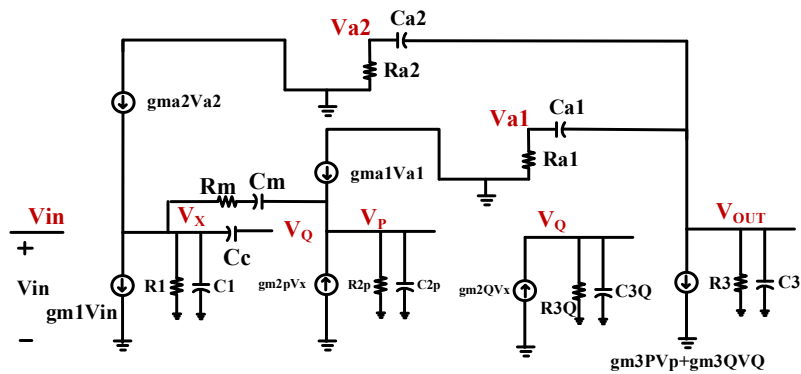 Va2
Ca2
Ra2
gma2Va2
Va1
Ca1
Ra1
gma1Va1
Rm
Cm
Vin
VX
VQ
VP
VQ
VOUT
+
Cc
Vin
R1
C1
gm2pVx
R2p
C2p
gm2QVx
R3Q
C3Q
R3
C3
gm1Vin
−
gm3PVp+gm3QVQ